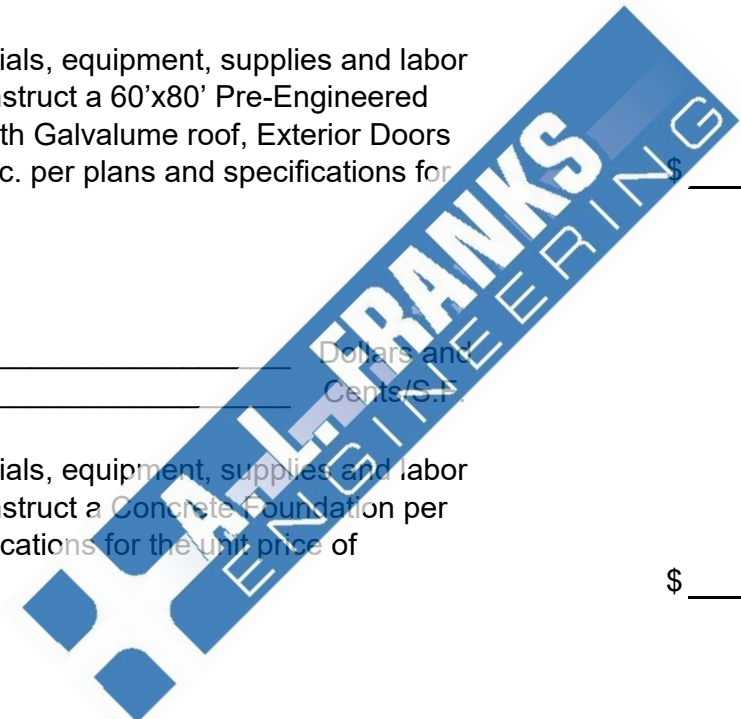 ials, equipment, supplies and labor
nstruct a 60’x80’ Pre-Engineered
th Galvalume roof, Exterior Doors
c. per plans and specifications for
$
Dollars and
Cents/S.F.
ials, equipment, supplies and labor
nstruct a Concrete Foundation per
cations for the unit price of
$
A.L. FRANKS
ENGINEERING